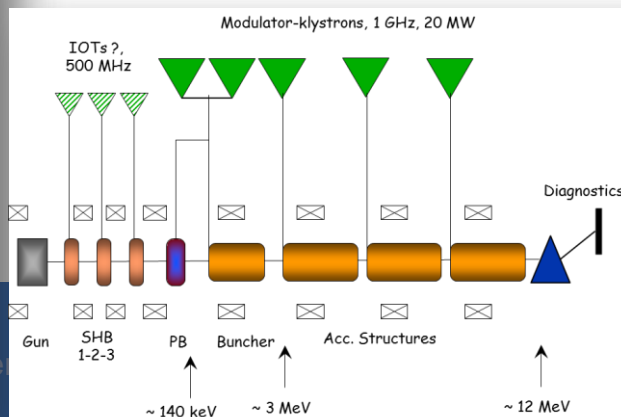 Modulator-klystrons, 1 GHz, 20 MW
IOTs ?,
500 MHz
Diagnostics
Gun
SHB
1-2-3
PB
Buncher
Acc. Structures
~ 140 keV
~ 3 MeV
~ 12 MeV